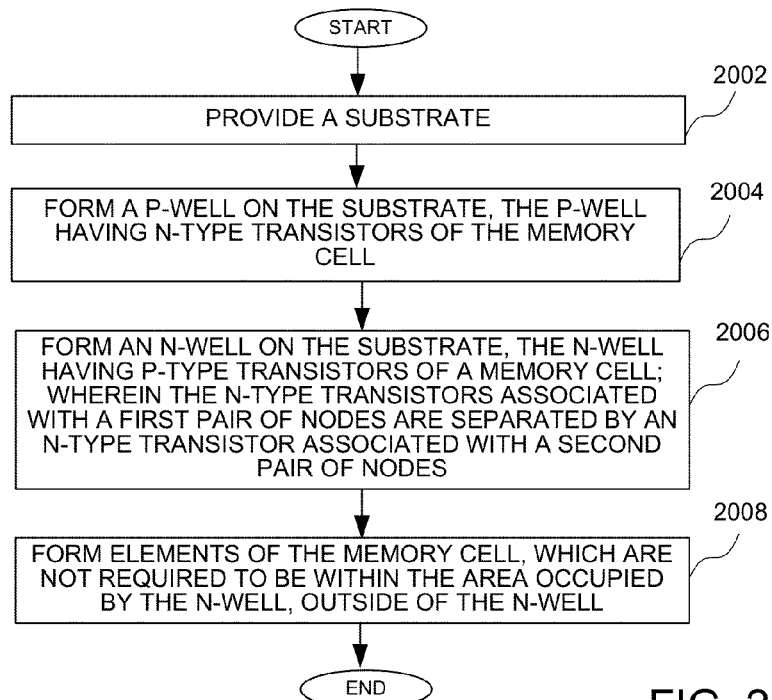 START
2002
PROVIDE A SUBSTRATE
2004
FORM A P-WELL ON THE SUBSTRATE, THE P-WELL
HAVING N-TYPE TRANSISTORS OF THE MEMORY
CELL
2006
FORM AN N-WELL ON THE SUBSTRATE, THE N-WELL
HAVING P-TYPE TRANSISTORS OF A MEMORY CELL;
WHEREIN THE N-TYPE TRANSISTORS ASSOCIATED
WITH A FIRST PAIR OF NODES ARE SEPARATED BY AN
N-TYPE TRANSISTOR ASSOCIATED WITH A SECOND
PAIR OF NODES
2008
FORM ELEMENTS OF THE MEMORY CELL, WHICH ARE
NOT REQUIRED TO BE WITHIN THE AREA OCCUPIED
BY THE N-WELL, OUTSIDE OF THE N-WELL
END
FIG.